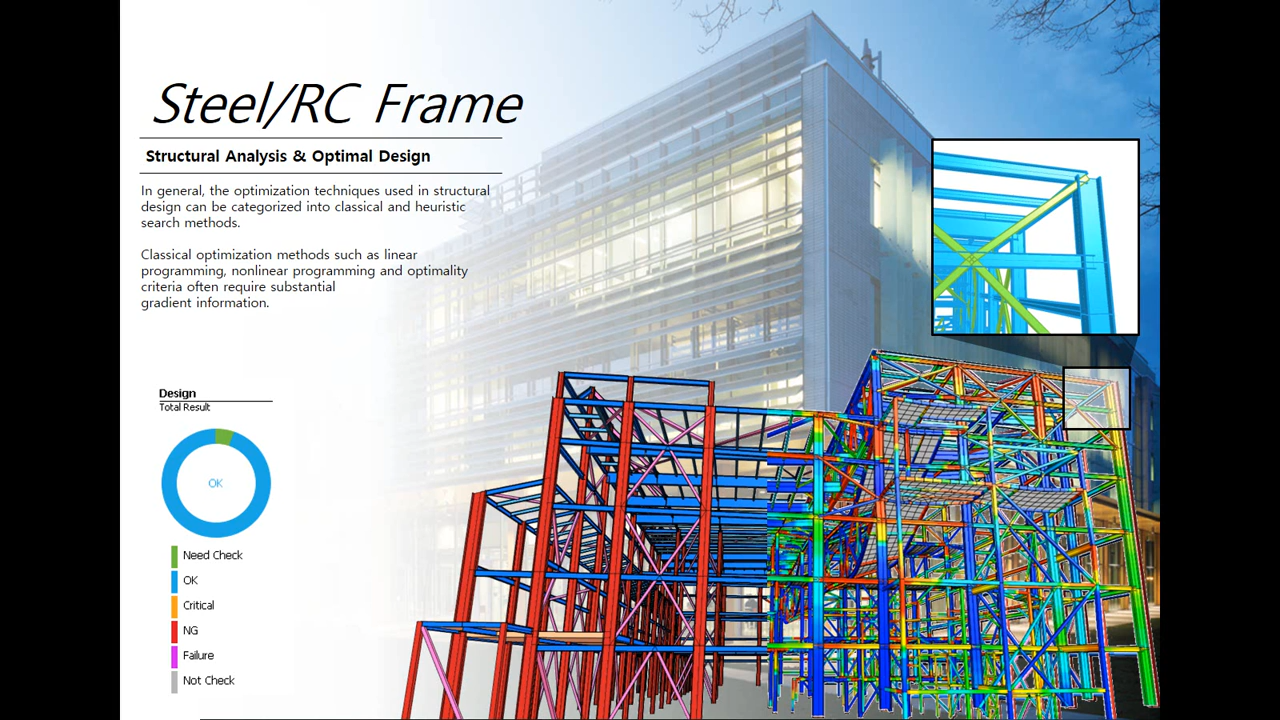 Steel/RC Frame
Structural Analysis & Optimal Design
In general, the optimization techniques used in structural
design can be categorized into classical and heuristic
search methods.
Classical optimization methods such as linear
programming, nonlinear programming and optimality
criteria often require substantial
gradient information.
Design
Total Result
OK
Need Check
OK
Critical
NG
Failure
Not Check